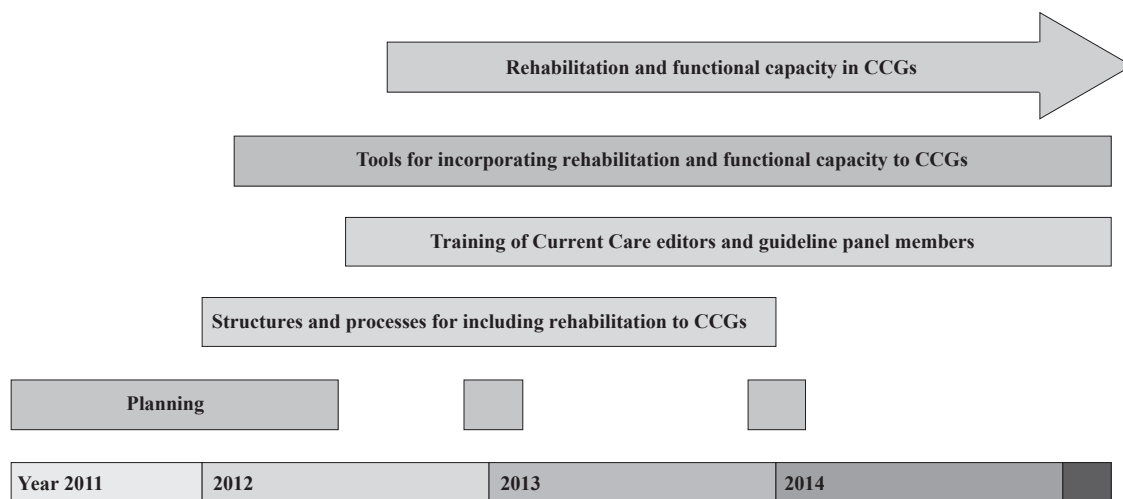 Rehabilitation and functional capacity in CCGs
Tools for incorporating rehabilitation and functional capacity to CCGs
Training of Current Care editors and guideline panel members
Structures and processes for including rehabilitation to CCGs
Planning
Year 2011 2012 2013 2014